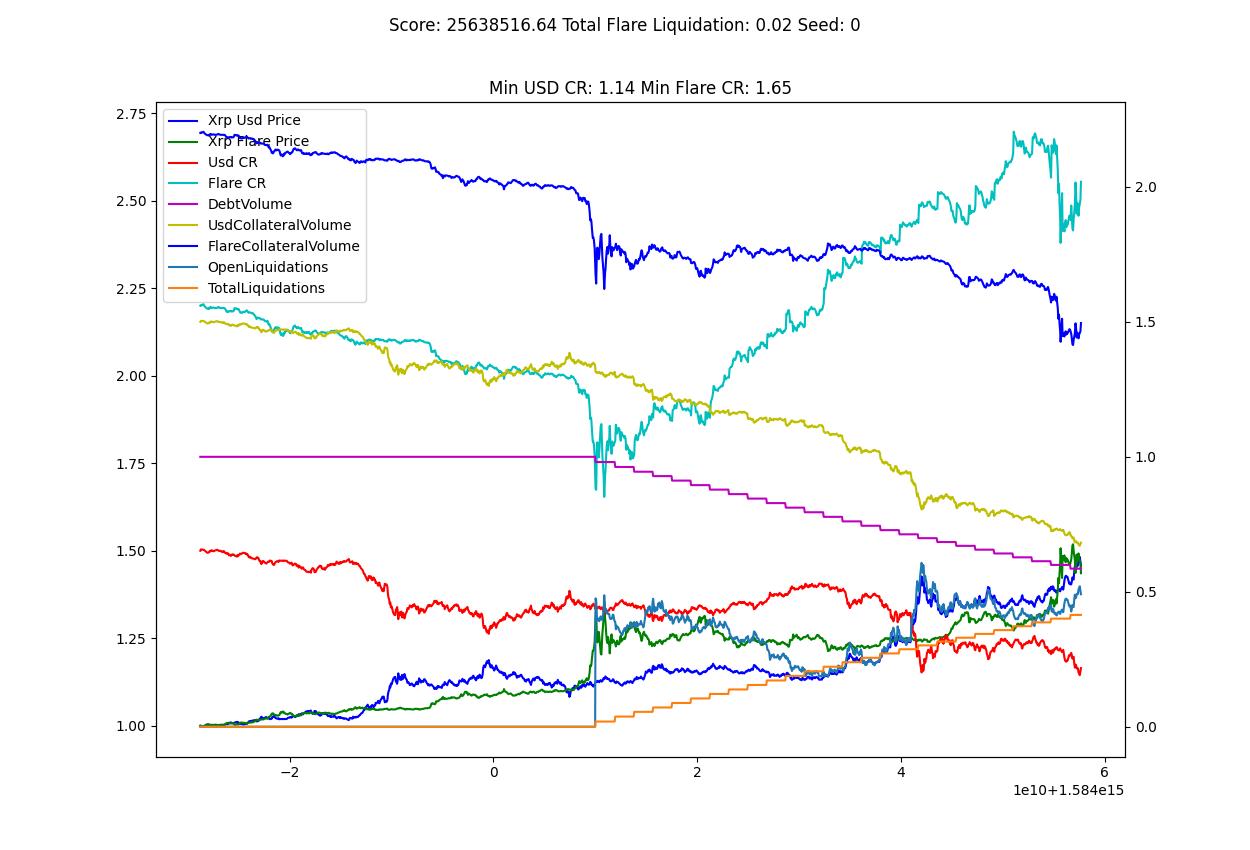 Score: 25638516.64 Total Flare Liquidation: 0.02 Seed: 0
Min USD CR: 1.14 Min Flare CR: 1.65
Xrp Usd Price
Xrp Flare Price
Usd CR
Flare CR
DebtVolume
UsdCollateralVolume
FlareCollateralVolume
OpenLiquidations
TotalLiquidations
2.75
2.50
2.25
2.00
1.75
1.50
1.25
1.00
2.0
1.5
1.0
0.5
0.0
−2
0
2
4
6
1e10+1.584e15